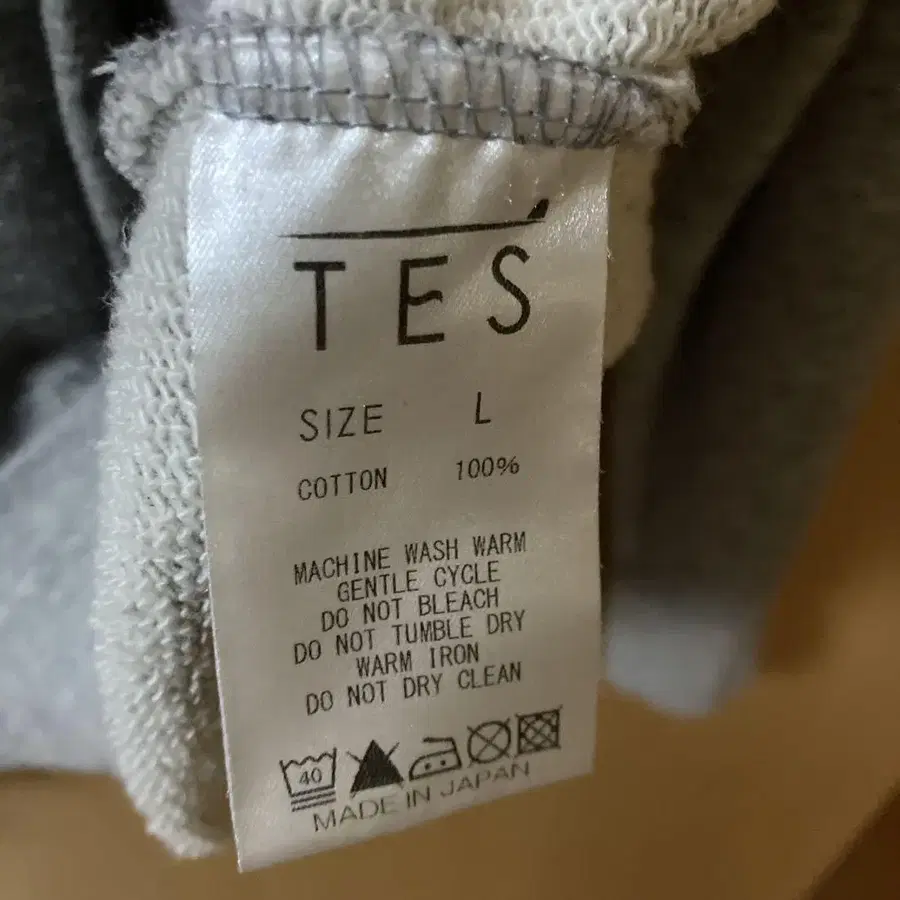 TES
SIZE L
COTTON 100%
MACHINE WASH WARM
GENTLE CYCLE
DO NOT BLEACH
DO NOT TUMBLE DRY
WARM IRON
DO NOT DRY CLEAN
40
MADE IN JAPAN